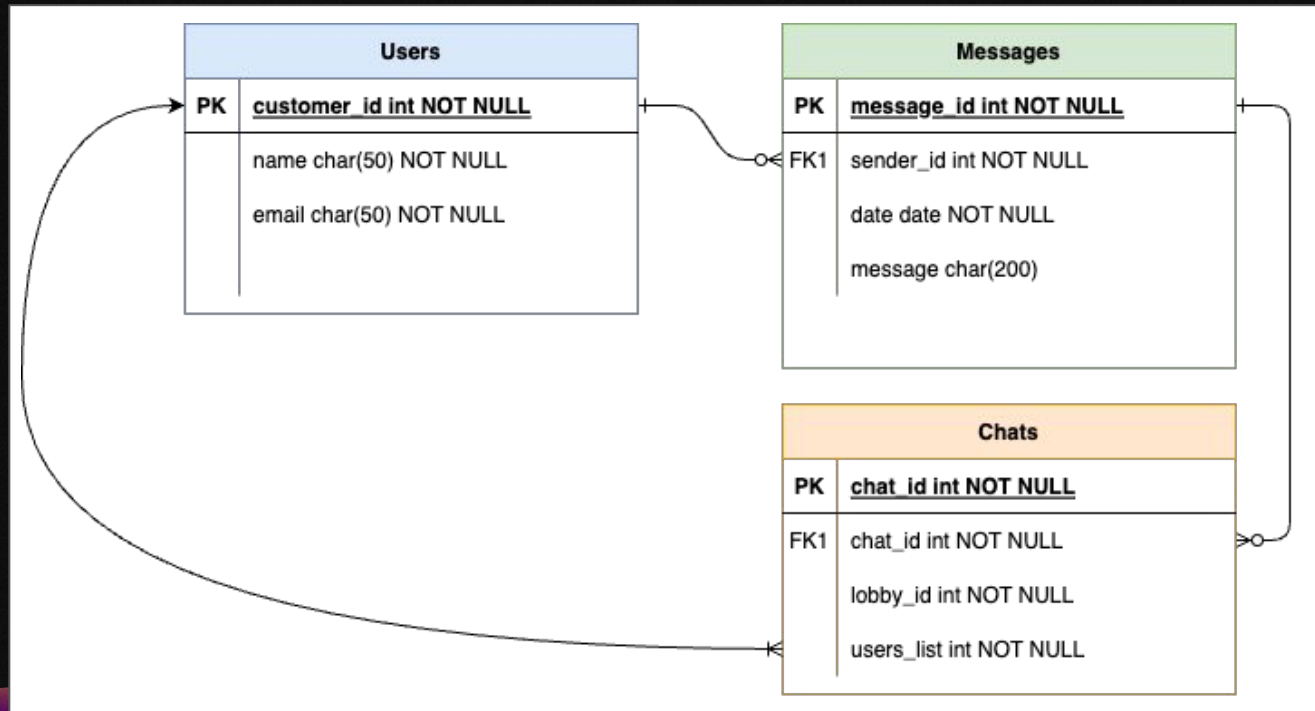 Users
PK customer_id int NOT NULL
name char(50) NOT NULL
email char(50) NOT NULL
Messages
PK message_id int NOT NULL
FK1 sender_id int NOT NULL
date date NOT NULL
message char(200)
Chats
PK chat_id int NOT NULL
FK1 chat_id int NOT NULL
lobby_id int NOT NULL
users_list int NOT NULL